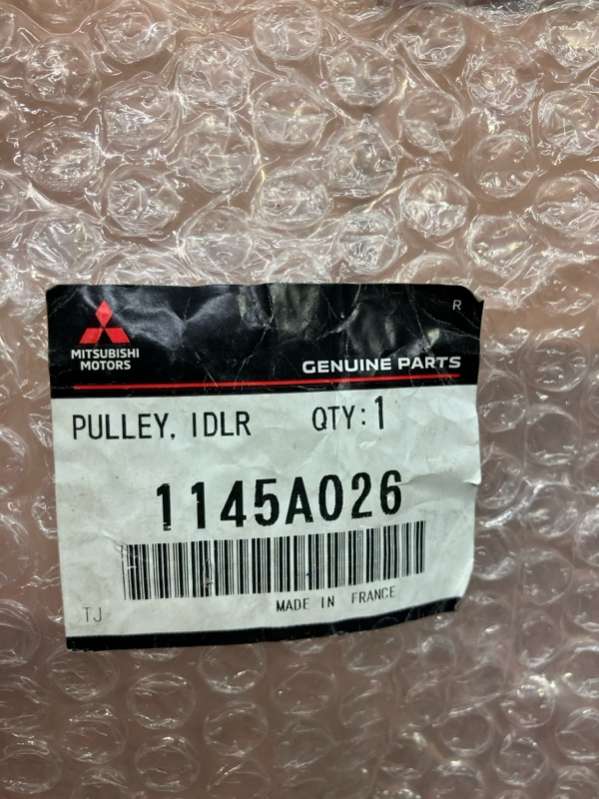 R
MITSUBISHI
MOTORS
GENUINE PARTS
PULLEY, IDLR QTY:1
1145A026
MADE IN FRANCE
TJ